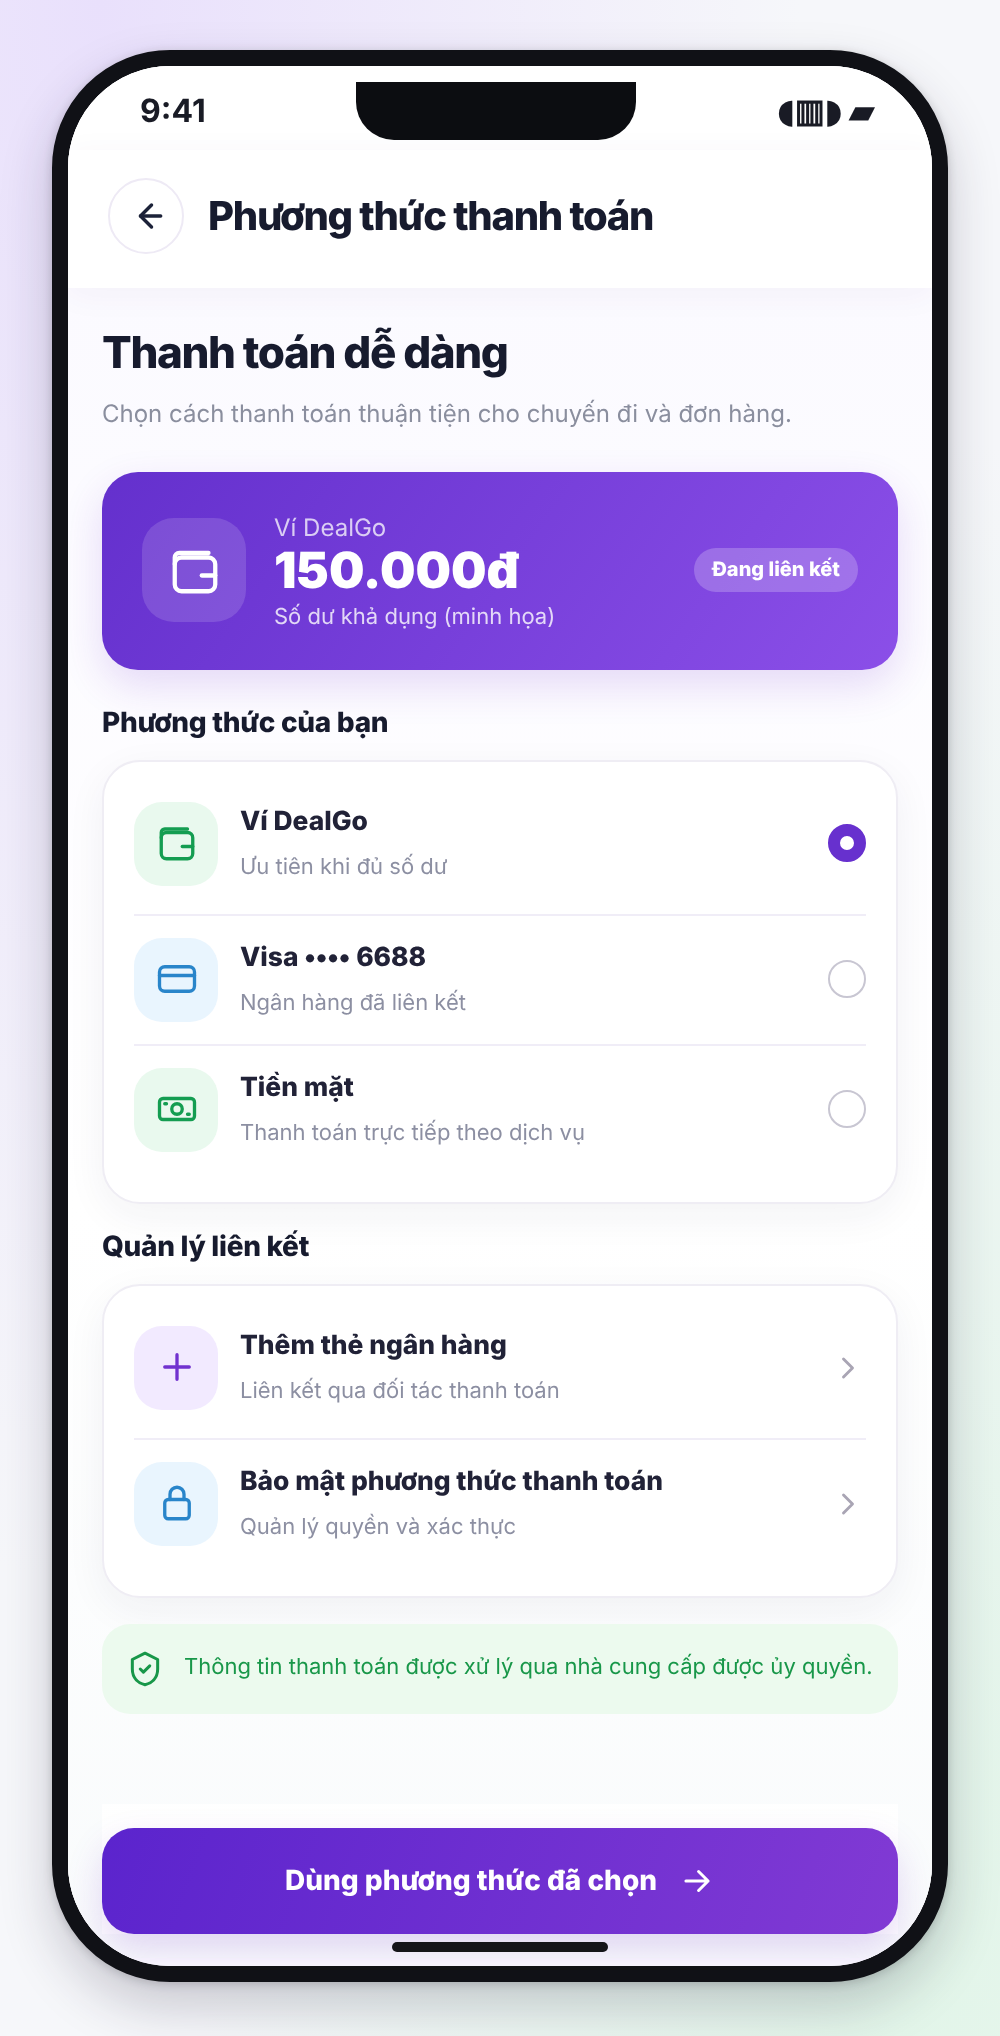 9:41
Phương thức thanh toán
Thanh toán dễ dàng
Chọn cách thanh toán thuận tiện cho chuyến đi và đơn hàng.
Ví DealGo
150.000đ
Số dư khả dụng (minh họa)
Đang liên kết
Phương thức của bạn
Ví DealGo
Ưu tiên khi đủ số dư
Visa •••• 6688
Ngân hàng đã liên kết
Tiền mặt
Thanh toán trực tiếp theo dịch vụ
Quản lý liên kết
Thêm thẻ ngân hàng
Liên kết qua đối tác thanh toán
Bảo mật phương thức thanh toán
Quản lý quyền và xác thực
Thông tin thanh toán được xử lý qua nhà cung cấp được ủy quyền.
Dùng phương thức đã chọn